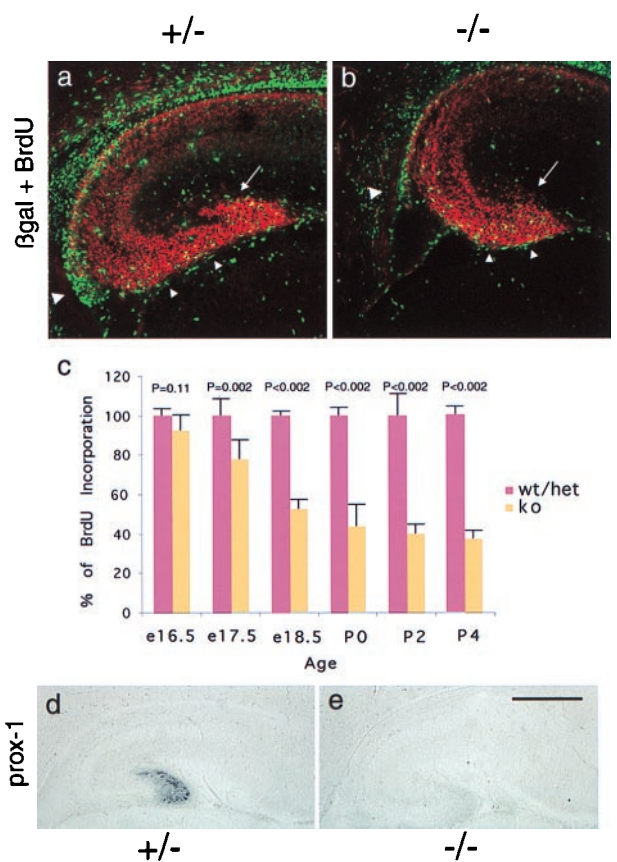 +/- -/-
ßgal + BrdU
a b
c
P=0.11 P=0.002 P<0.002 P<0.002 P<0.002 P<0.002
120
100
80
60
40
20
0
% of BrdU Incorporation
wt/het
ko
e16.5 e17.5 e18.5 P0 P2 P4
Age
prox-1
d e
+/- -/-